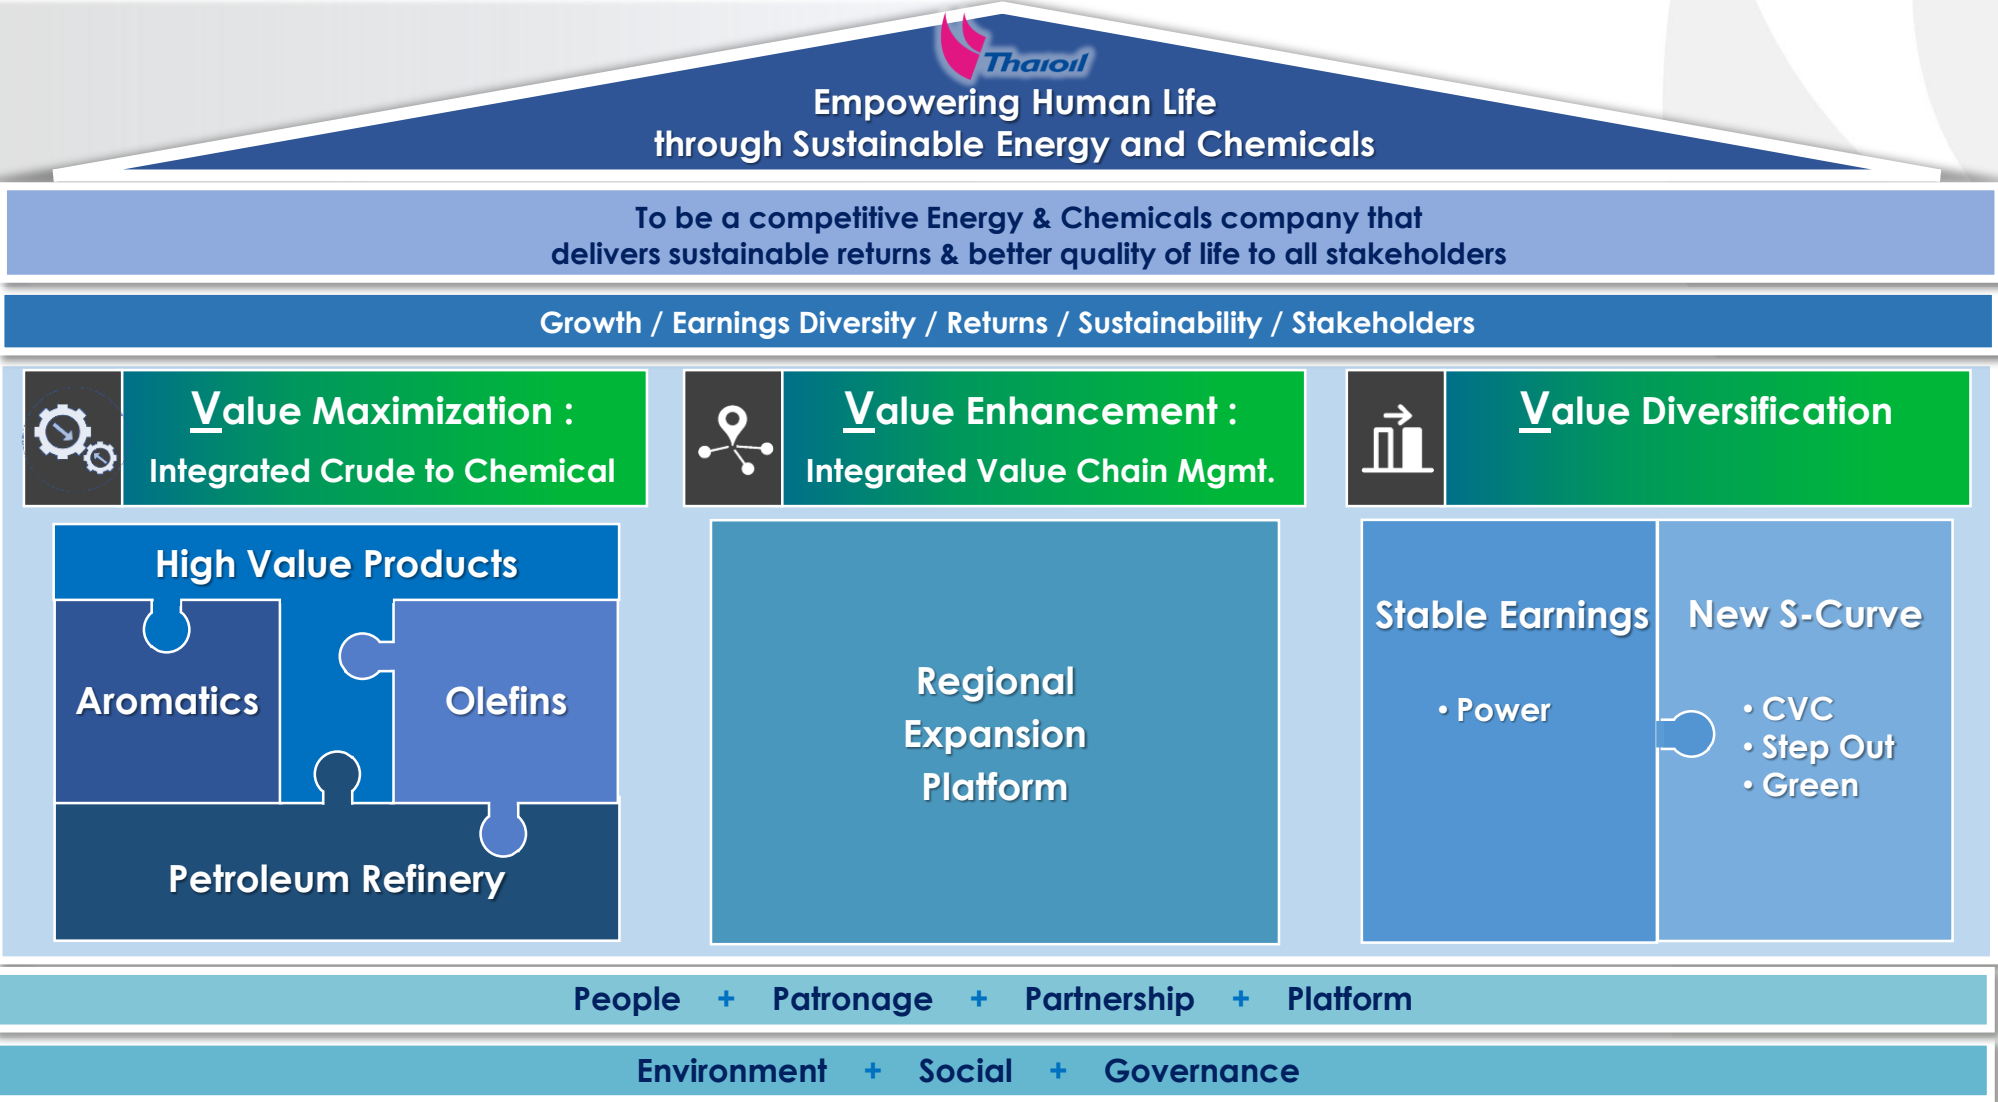 Thaioil
Empowering Human Life
through Sustainable Energy and Chemicals
To be a competitive Energy & Chemicals company that
delivers sustainable returns & better quality of life to all stakeholders
Growth / Earnings Diversity / Returns / Sustainability / Stakeholders
Value Maximization :
Integrated Crude to Chemical
High Value Products
Aromatics
Olefins
Petroleum Refinery
Value Enhancement :
Integrated Value Chain Mgmt.
Regional
Expansion
Platform
Value Diversification
Stable Earnings
• Power
New S-Curve
• CVC
• Step Out
• Green
People + Patronage + Partnership + Platform
Environment + Social + Governance